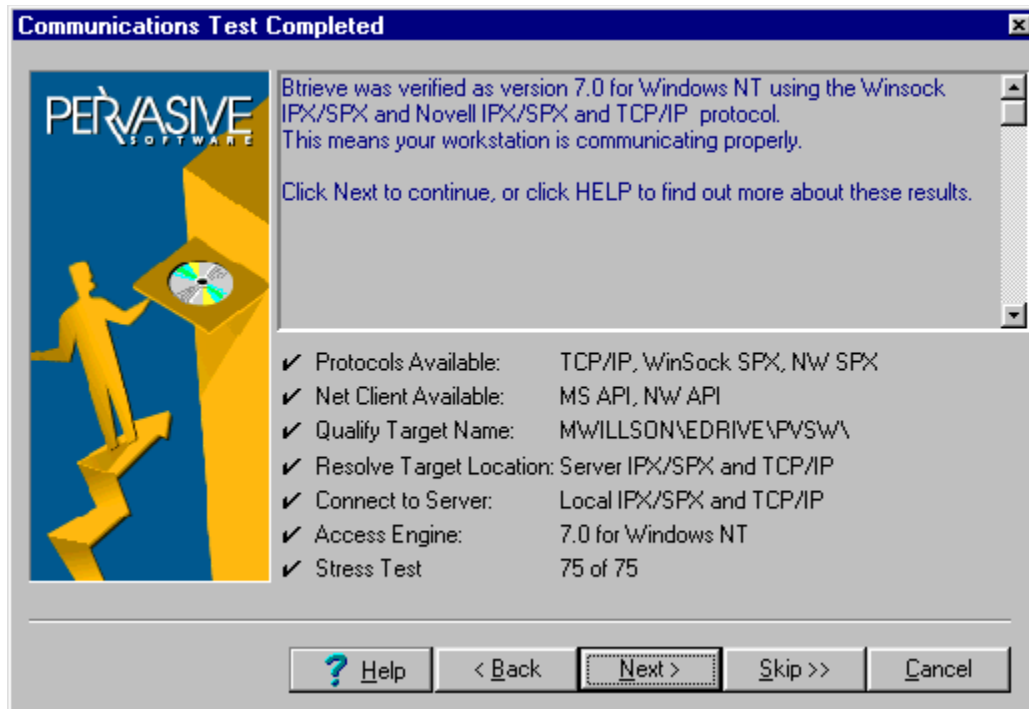 Communications Test Completed
PERVASIVE
SOFTWARE
Btrieve was verified as version 7.0 for Windows NT using the Winsock
IPX/SPX and Novell IPX/SPX and TCP/IP  protocol.
This means your workstation is communicating properly.
Click Next to continue, or click HELP to find out more about these results.
✔ Protocols Available: TCP/IP, WinSock SPX, NW SPX
✔ Net Client Available: MS API, NW API
✔ Qualify Target Name: MWILLSON\EDRIVE\PVSW\
✔ Resolve Target Location: Server IPX/SPX and TCP/IP
✔ Connect to Server: Local IPX/SPX and TCP/IP
✔ Access Engine: 7.0 for Windows NT
✔ Stress Test 75 of 75
? Help < Back Next > Skip >> Cancel